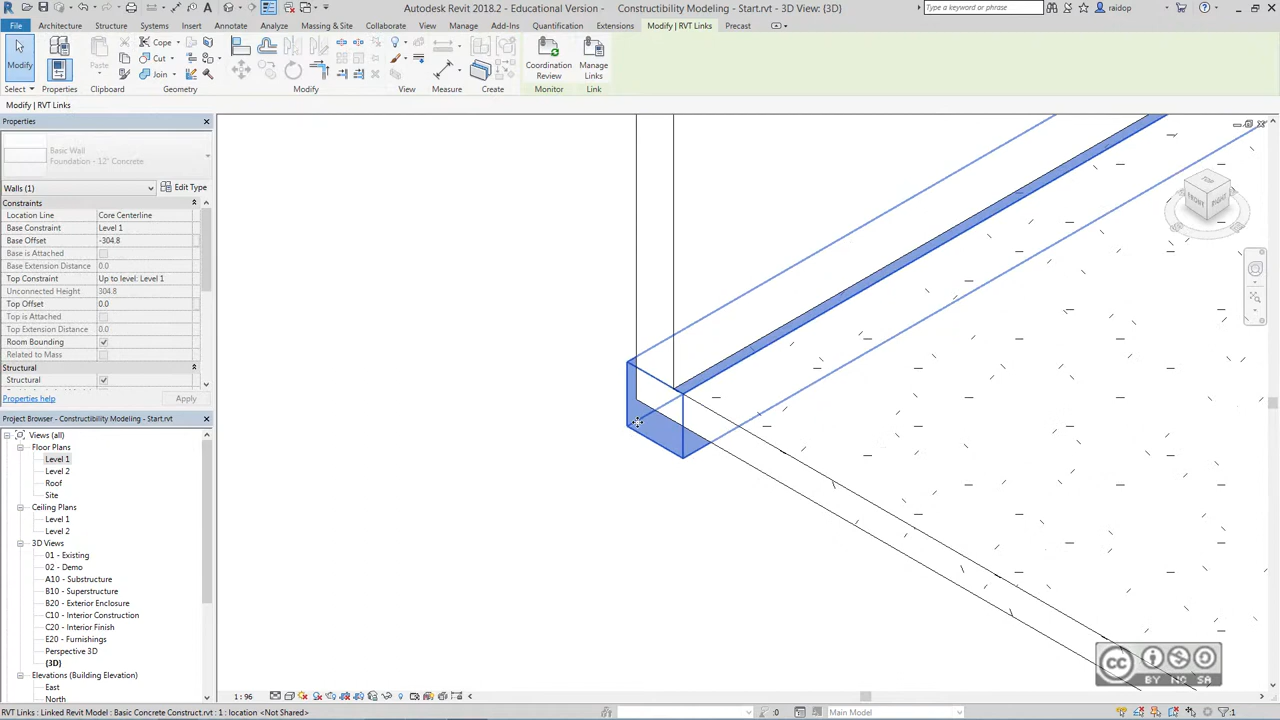 Autodesk Revit 2018.2 - Educational Version - Constructibility Modeling - Start.rvt - 3D View: {3D}
Type a keyword or phrase
raidop
File Architecture Structure Systems Insert Annotate Analyze Massing & Site Collaborate View Manage Add-Ins Quantification Extensions Modify | RVT Links Precast
Modify
Paste
Cope
Cut
Join
Coordination Review
Manage Links
Select Properties Clipboard Geometry Modify View Measure Create Monitor Link
Modify | RVT Links
Properties
Basic Wall
Foundation - 12" Concrete
Walls (1)
Edit Type
Constraints
Location Line Core Centerline
Base Constraint Level 1
Base Offset -304.8
Base is Attached
Base Extension Distance 0.0
Top Constraint Up to level: Level 1
Unconnected Height 304.8
Top Offset 0.0
Top is Attached
Top Extension Distance 0.0
Room Bounding
Related to Mass
Structural
Structural
Properties help
Apply
Project Browser - Constructibility Modeling - Start.rvt
Views (all)
Floor Plans
Level 1
Level 2
Roof
Site
Ceiling Plans
Level 1
Level 2
3D Views
01 - Existing
02 - Demo
A10 - Substructure
B10 - Superstructure
B20 - Exterior Enclosure
C10 - Interior Construction
C20 - Interior Finish
E20 - Furnishings
Perspective 3D
{3D}
Elevations (Building Elevation)
East
North
TOP
FRONT
RIGHT
cc
BY NC SA
1 : 96
RVT Links : Linked Revit Model : Basic Concrete Construct.rvt : 1 : location <Not Shared>
:0
Main Model
:1